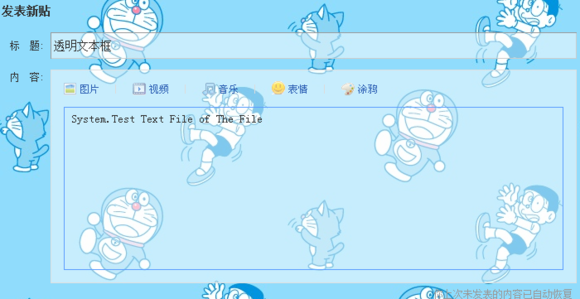 发表新贴
标 题: 透明文本框
内 容:
图片 视频 音乐 表情 涂鸦
System.Test Text File of The File
上次未发表的内容已自动恢复